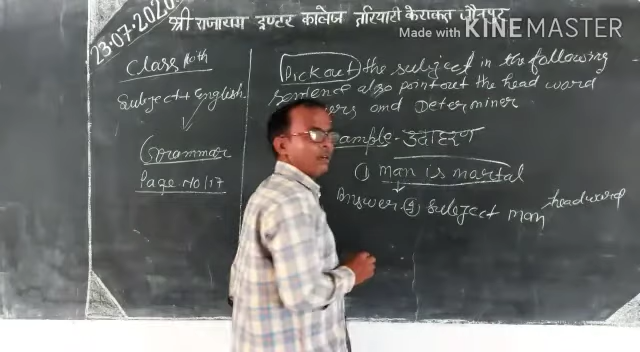 23.07.2020
श्री राजाराम इण्टर कालेज तरियारी केराकत जौनपुर
Made with KINEMASTER
Class 10th
Subject + English
Grammar
Page : No/17
Pick out the subject in the following
sentence also point out the head word
and Determiner
ample - उदाहरण
① Man is martal
Answer ① Subject man headword